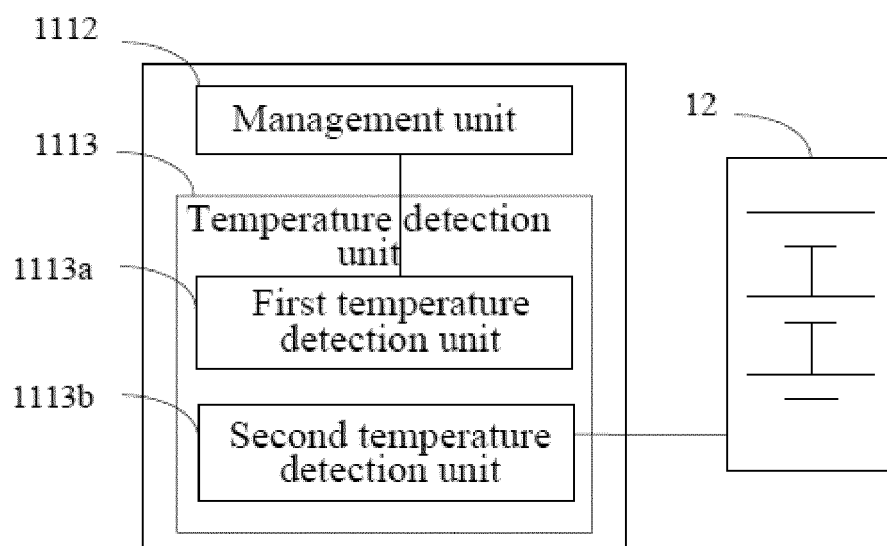 1112
Management unit
12
1113
Temperature detection
unit
1113a
First temperature
detection unit
1113b
Second temperature
detection unit